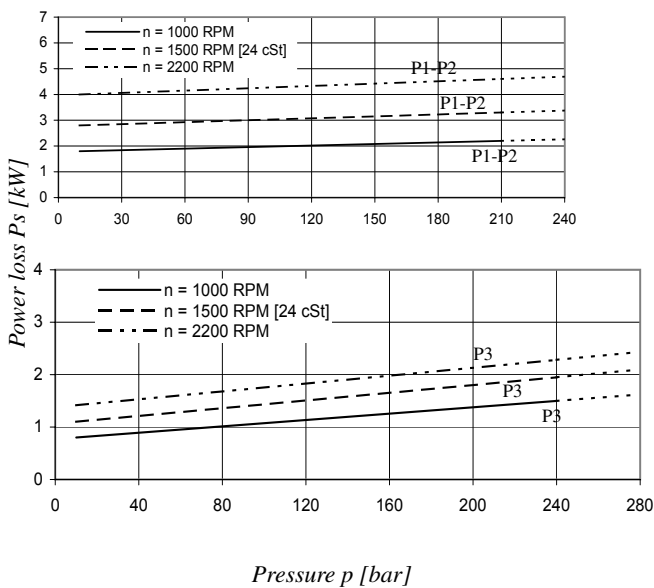 7
6
5
4
3
2
1
0
n = 1000 RPM
n = 1500 RPM [24 cSt]
n = 2200 RPM
P1-P2
P1-P2
P1-P2
0 30 60 90 120 150 180 210 240
Power loss Ps [kW]
4
3
2
1
0
n = 1000 RPM
n = 1500 RPM [24 cSt]
n = 2200 RPM
P3
P3
P3
0 40 80 120 160 200 240 280
Pressure p [bar]